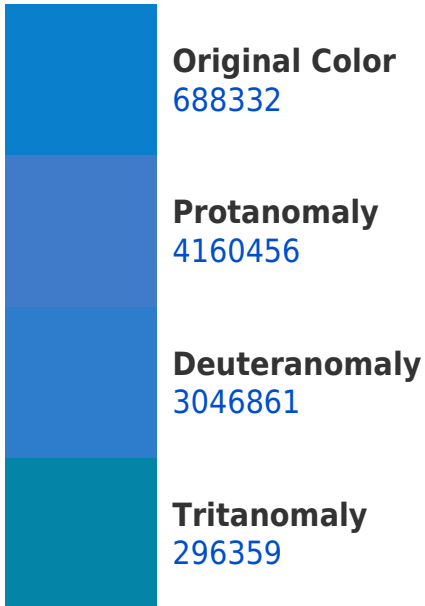 Original Color
688332
Protanomaly
4160456
Deuteranomaly
3046861
Tritanomaly
296359